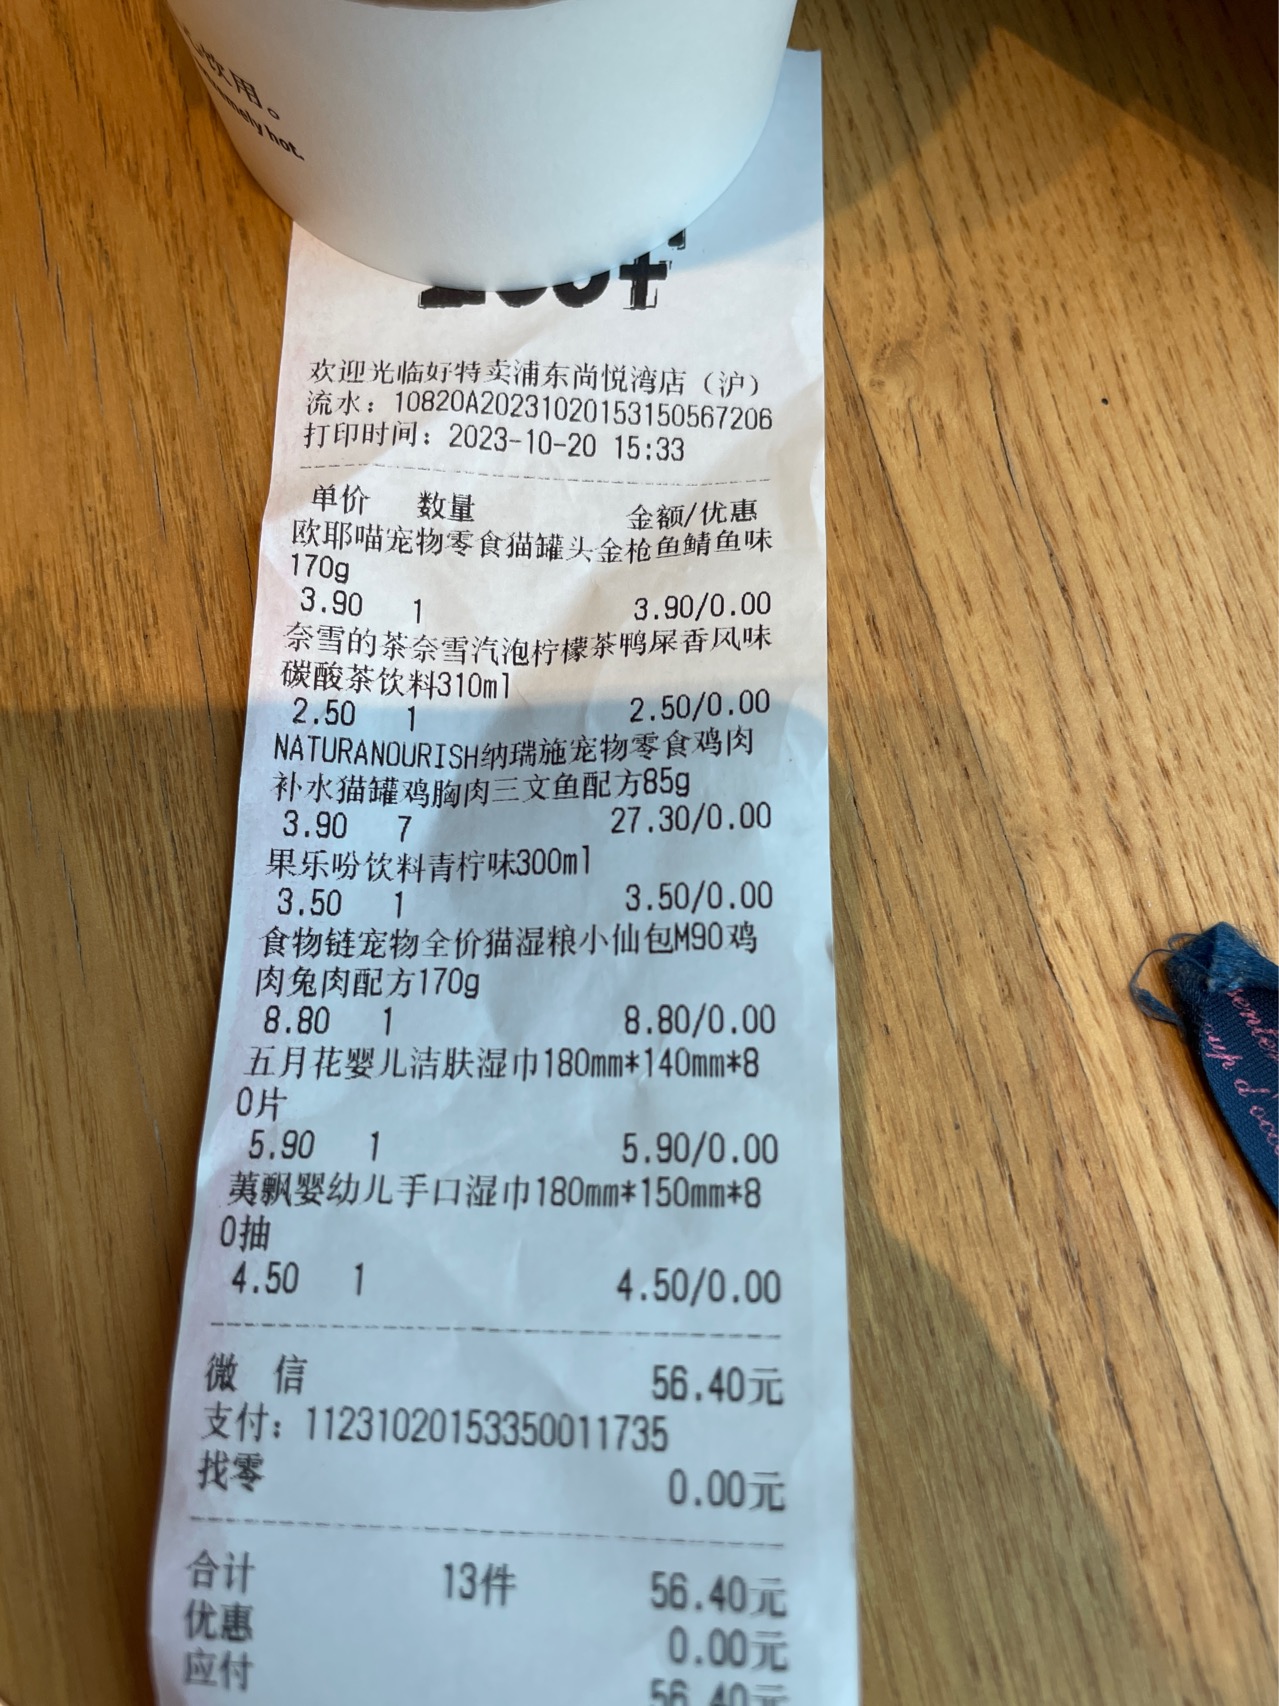 饮用。
hot.
欢迎光临好特卖浦东尚悦湾店（沪）
流水：10820A20231020153150567206
打印时间：2023-10-20 15:33
单价 数量 金额/优惠
欧耶喵宠物零食猫罐头金枪鱼鲭鱼味
170g
3.90 1 3.90/0.00
奈雪的茶奈雪汽泡柠檬茶鸭屎香风味
碳酸茶饮料310ml
2.50 1 2.50/0.00
NATURANOURISH纳瑞施宠物零食鸡肉
补水猫罐鸡胸肉三文鱼配方85g
3.90 7 27.30/0.00
果乐吩饮料青柠味300ml
3.50 1 3.50/0.00
食物链宠物全价猫湿粮小仙包M90鸡
肉兔肉配方170g
8.80 1 8.80/0.00
五月花婴儿洁肤湿巾180mm*140mm*8
0片
5.90 1 5.90/0.00
飘婴幼儿手口湿巾180mm*150mm*8
0抽
4.50 1 4.50/0.00
微 信 56.40元
支付：11231020153350011735
找零 0.00元
合计 13件 56.40元
优惠 0.00元
应付 56.40元